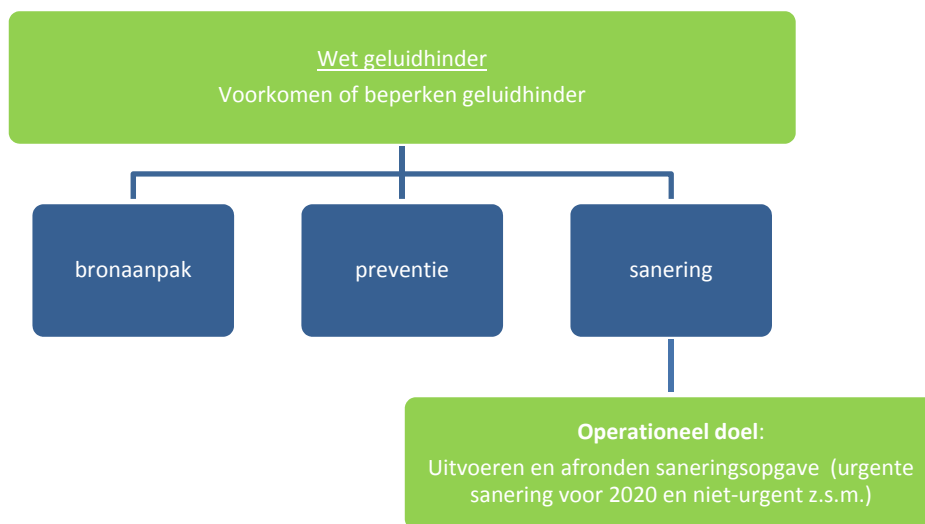 Wet geluidhinder
Voorkomen of beperken geluidhinder
bronaanpak
preventie
sanering
Operationeel doel:
Uitvoeren en afronden saneringsopgave (urgente
sanering voor 2020 en niet-urgent z.s.m.)